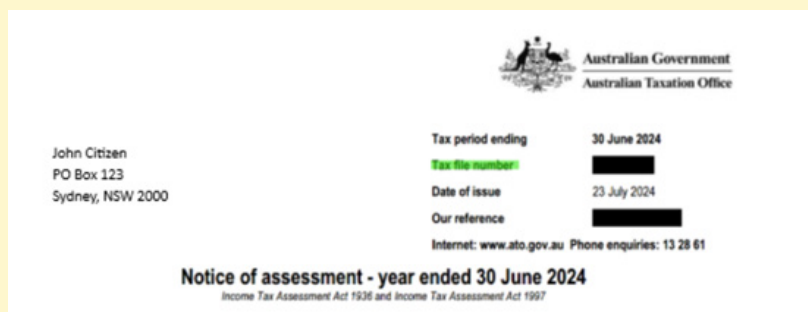 Australian Government
Australian Taxation Office
John Citizen
PO Box 123
Sydney, NSW 2000
Tax period ending 30 June 2024
Tax file number
Date of issue 23 July 2024
Our reference
Internet: www.ato.gov.au Phone enquiries: 13 28 61
Notice of assessment - year ended 30 June 2024
Income Tax Assessment Act 1936 and Income Tax Assessment Act 1997